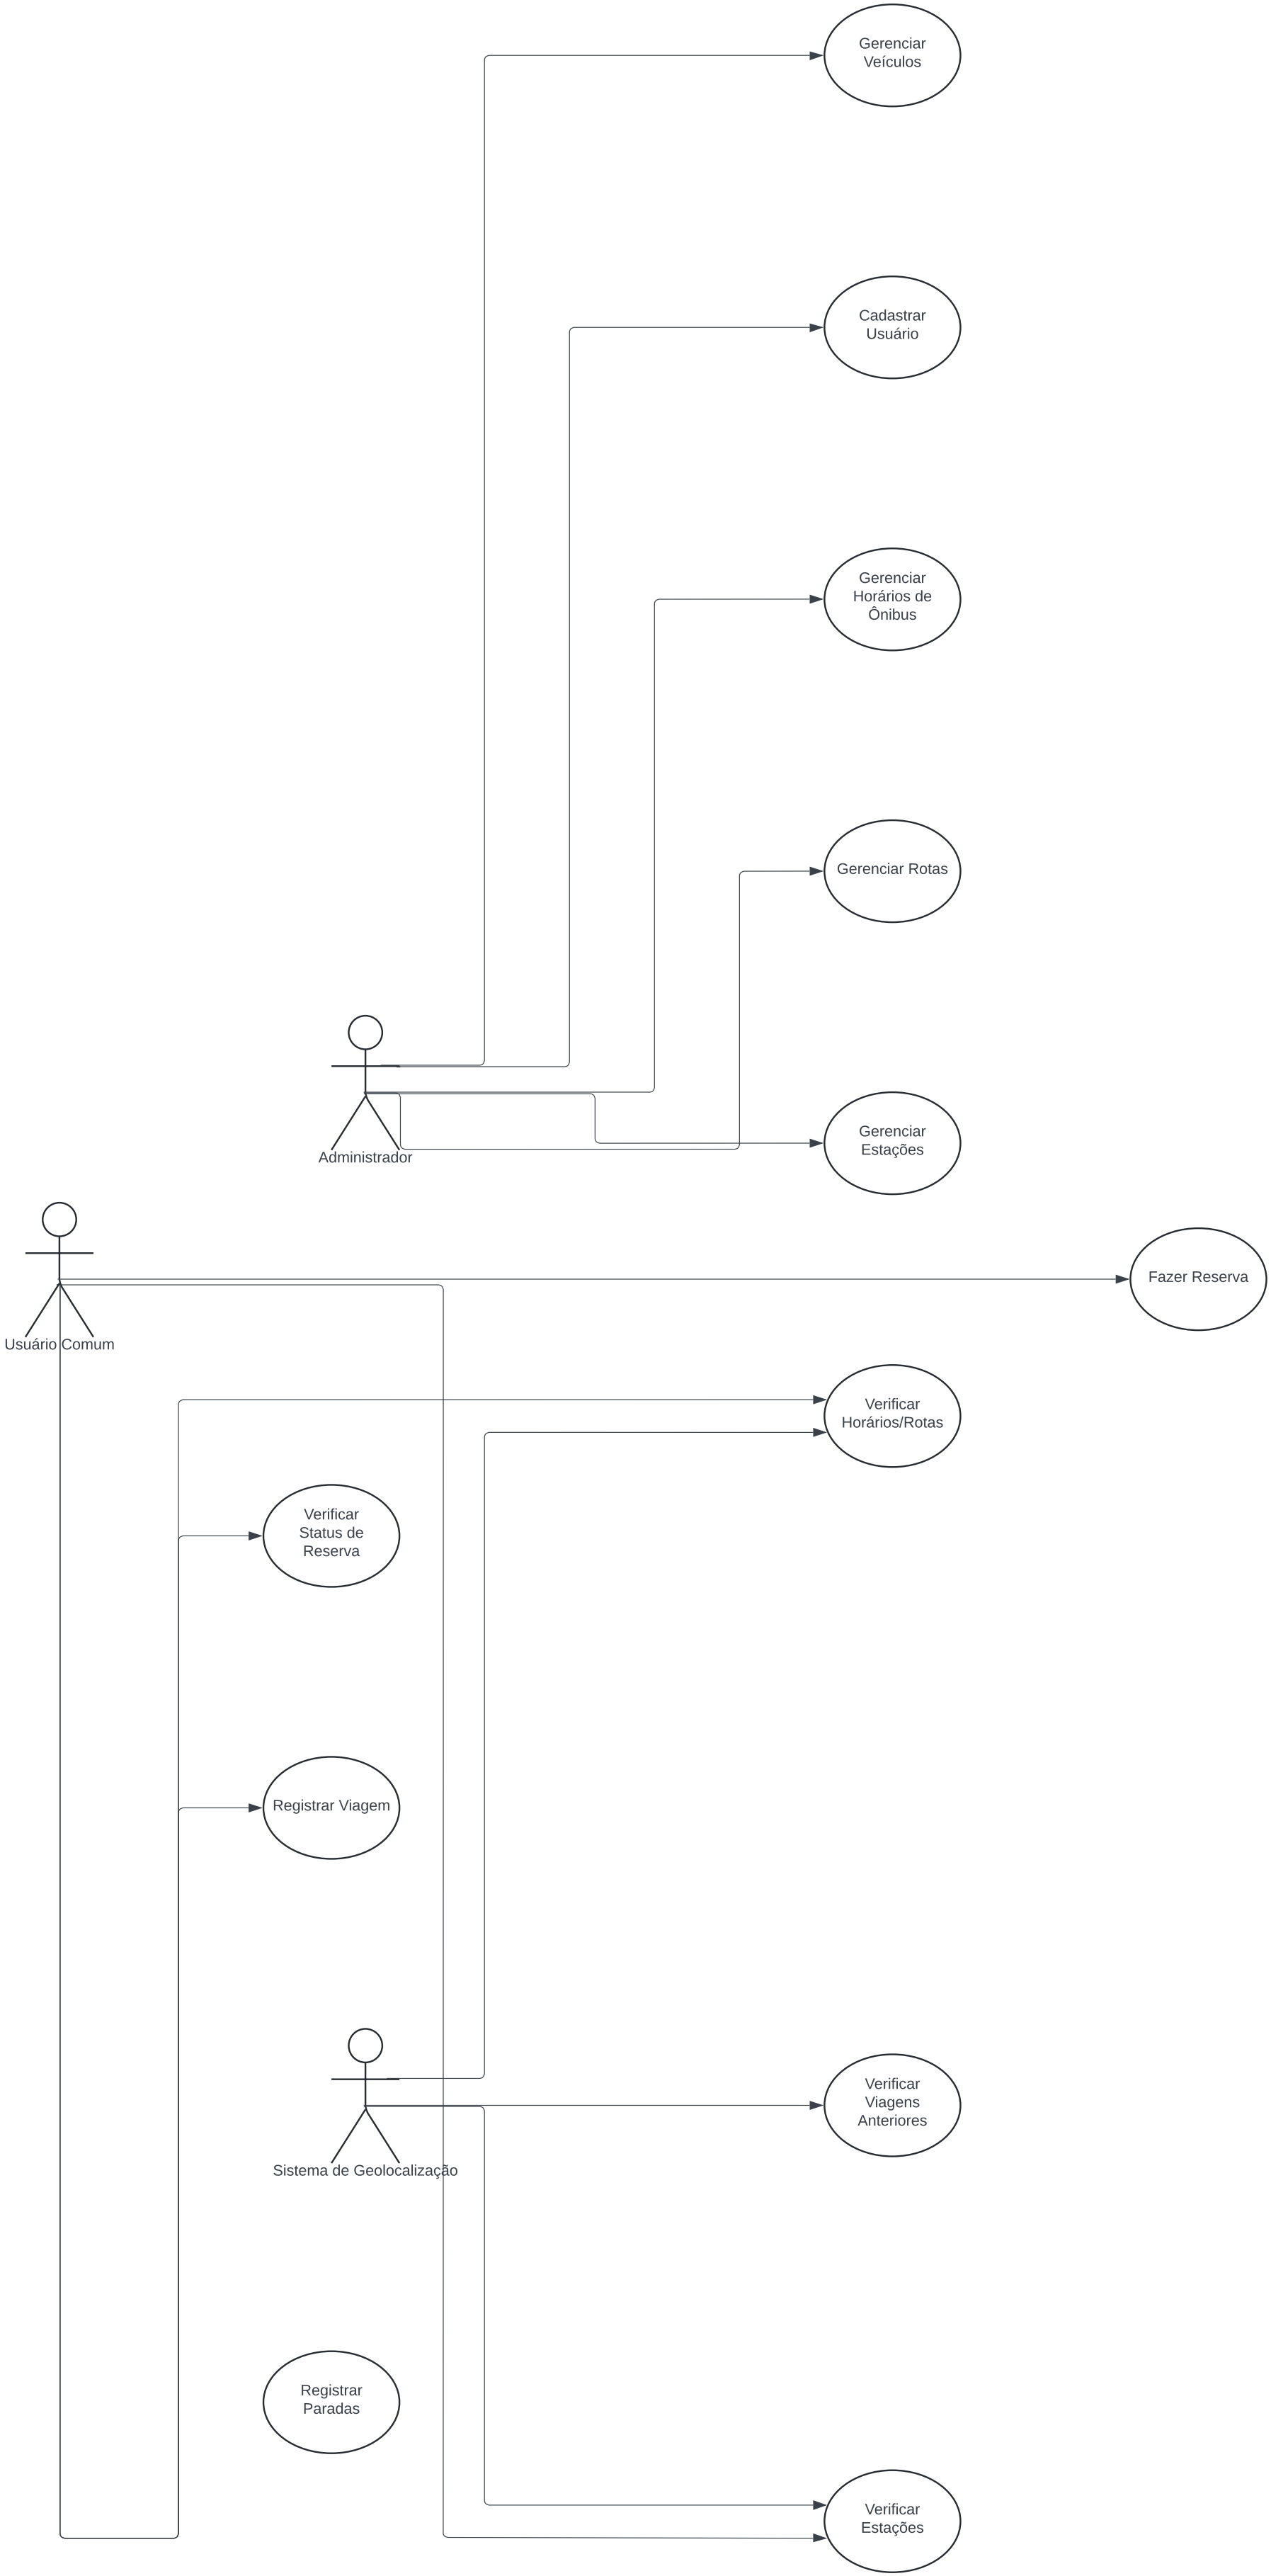 Gerenciar
Veículos
Cadastrar
Usuário
Gerenciar
Horários de
Ônibus
Gerenciar Rotas
Gerenciar
Estações
Administrador
Fazer Reserva
Usuário Comum
Verificar
Horários/Rotas
Verificar
Status de
Reserva
Registrar Viagem
Verificar
Viagens
Anteriores
Sistema de Geolocalização
Registrar
Paradas
Verificar
Estações